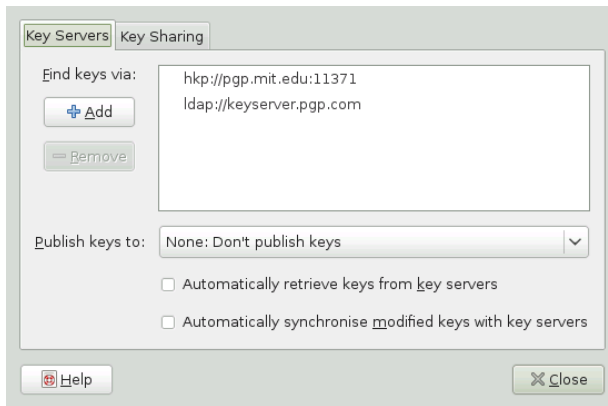 Key Servers Key Sharing
Find keys via:
hkp://pgp.mit.edu:11371
ldap://keyserver.pgp.com
Add
Remove
Publish keys to: None: Don't publish keys
Automatically retrieve keys from key servers
Automatically synchronise modified keys with key servers
Help Close